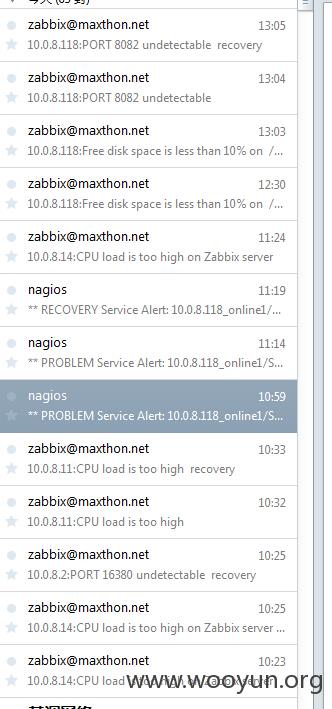 zabbix@maxthon.net 13:05
10.0.8.118:PORT 8082 undetectable recovery
zabbix@maxthon.net 13:04
10.0.8.118:PORT 8082 undetectable
zabbix@maxthon.net 13:03
10.0.8.118:Free disk space is less than 10% on /...
zabbix@maxthon.net 12:30
10.0.8.118:Free disk space is less than 10% on /...
zabbix@maxthon.net 11:24
10.0.8.14:CPU load is too high on Zabbix server
nagios 11:19
** RECOVERY Service Alert: 10.0.8.118_online1/...
nagios 11:14
** PROBLEM Service Alert: 10.0.8.118_online1/S...
nagios 10:59
** PROBLEM Service Alert: 10.0.8.118_online1/S...
zabbix@maxthon.net 10:33
10.0.8.11:CPU load is too high recovery
zabbix@maxthon.net 10:32
10.0.8.11:CPU load is too high
zabbix@maxthon.net 10:25
10.0.8.2:PORT 16380 undetectable recovery
zabbix@maxthon.net 10:25
10.0.8.14:CPU load is too high on Zabbix server ...
zabbix@maxthon.net 10:23
10.0.8.14:CPU load is too high on Zabbix server
www.wooyun.org